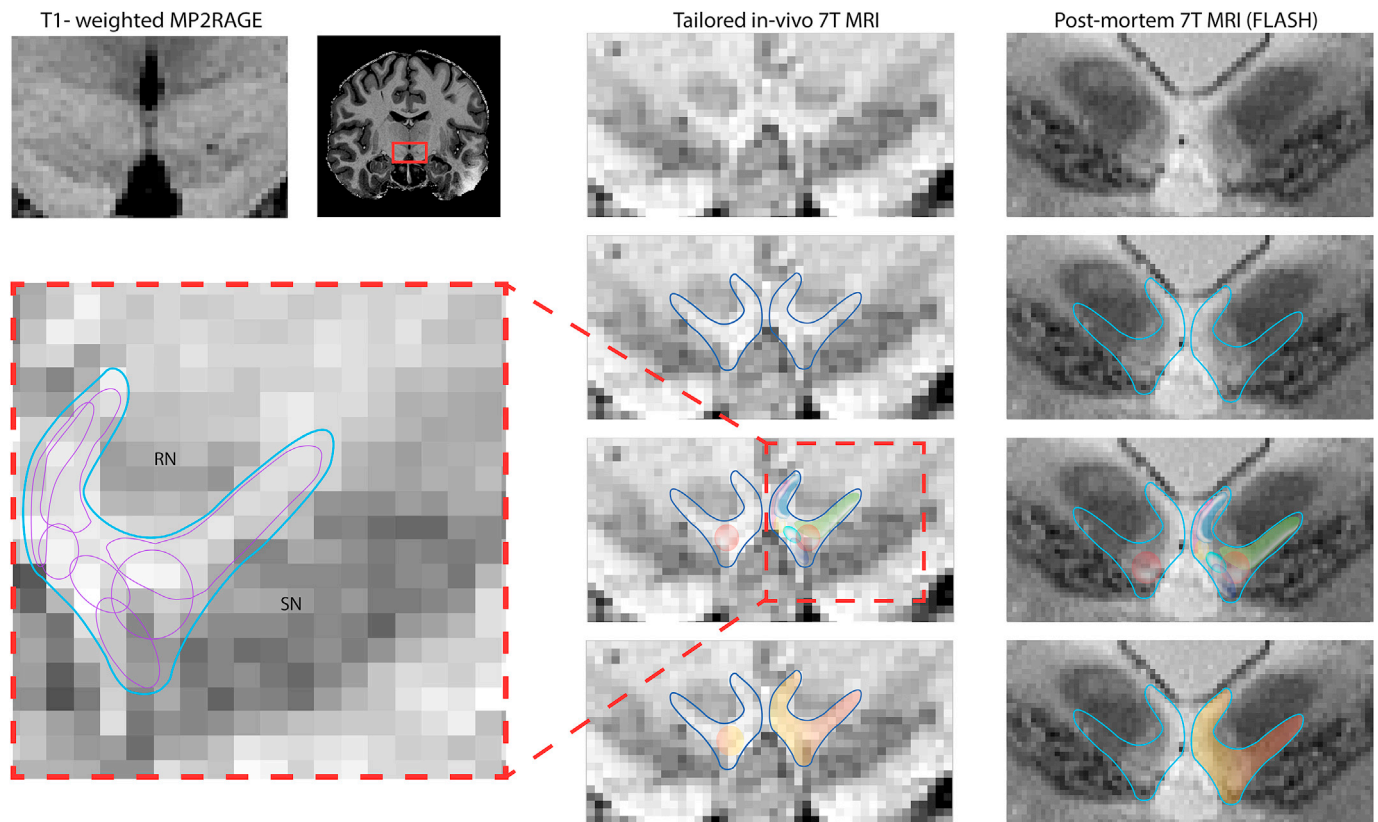 T1- weighted MP2RAGE
Tailored in-vivo 7T MRI
Post-mortem 7T MRI (FLASH)
RN
SN